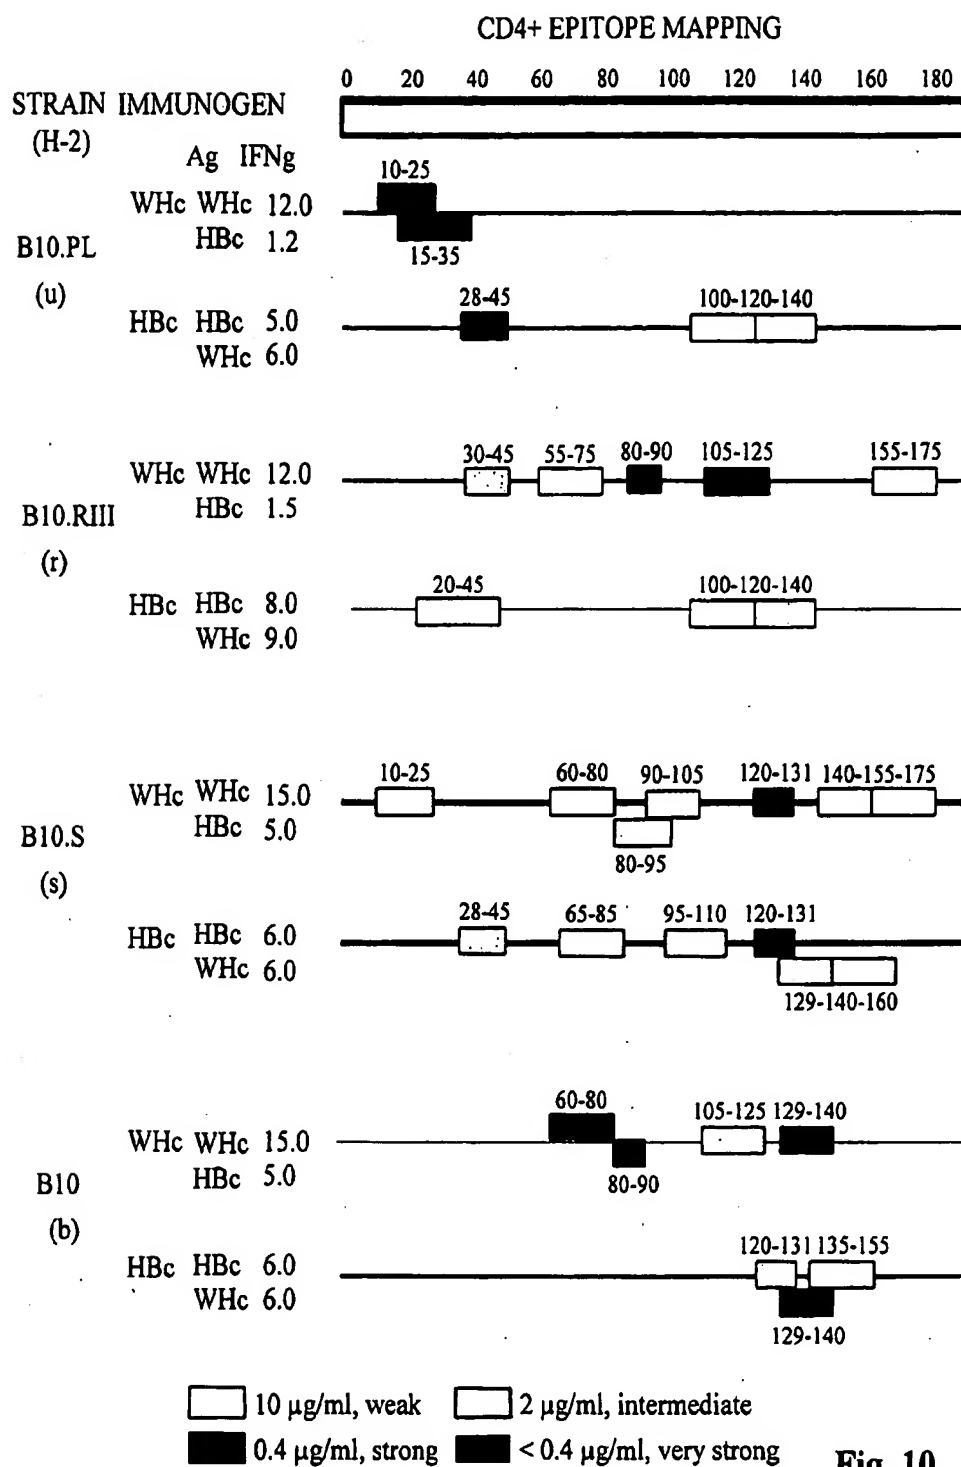 CD4+ EPITOPE MAPPING
0 20 40 60 80 100 120 140 160 180
STRAIN IMMUNOGEN
(H-2)
Ag IFNg
10-25
WHc WHc 12.0
HBc 1.2
15-35
B10.PL
(u)
28-45 100-120-140
HBc HBc 5.0
WHc 6.0
30-45 55-75 80-90 105-125 155-175
WHc WHc 12.0
HBc 1.5
B10.RIII
(r)
20-45 100-120-140
HBc HBc 8.0
WHc 9.0
10-25 60-80 90-105 120-131 140-155-175
WHc WHc 15.0
HBc 5.0
80-95
B10.S
(s)
28-45 65-85 95-110 120-131
HBc HBc 6.0
WHc 6.0
129-140-160
60-80 105-125 129-140
WHc WHc 15.0
HBc 5.0
80-90
B10
(b)
120-131 135-155
HBc HBc 6.0
WHc 6.0
129-140
10 µg/ml, weak 2 µg/ml, intermediate
0.4 µg/ml, strong < 0.4 µg/ml, very strong
Fig. 10